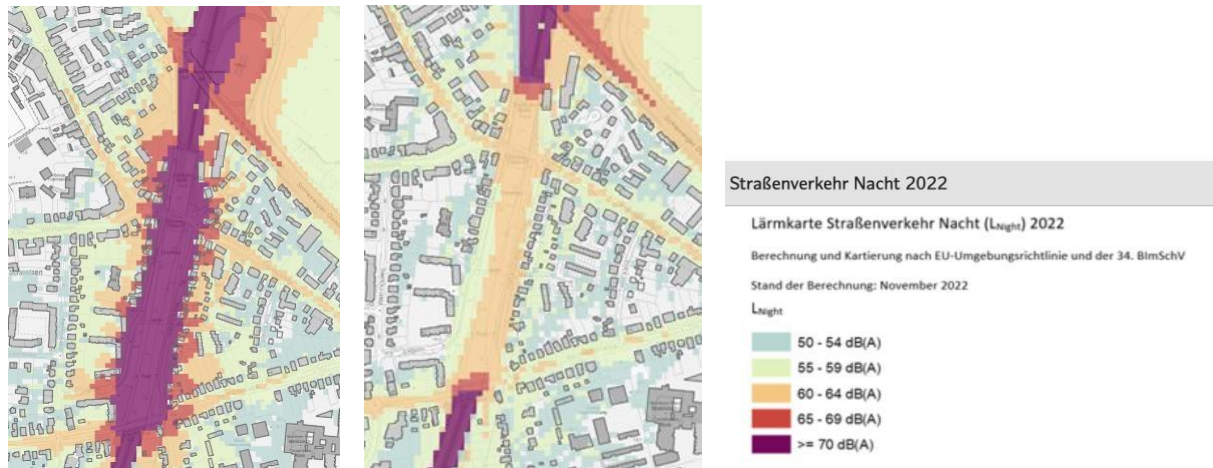 Straßenverkehr Nacht 2022
Lärmkarte Straßenverkehr Nacht (LNight) 2022
Berechnung und Kartierung nach EU-Umgebungsrichtlinie und der 34. BImSchV
Stand der Berechnung: November 2022
LNight
50 - 54 dB(A)
55 - 59 dB(A)
60 - 64 dB(A)
65 - 69 dB(A)
>= 70 dB(A)